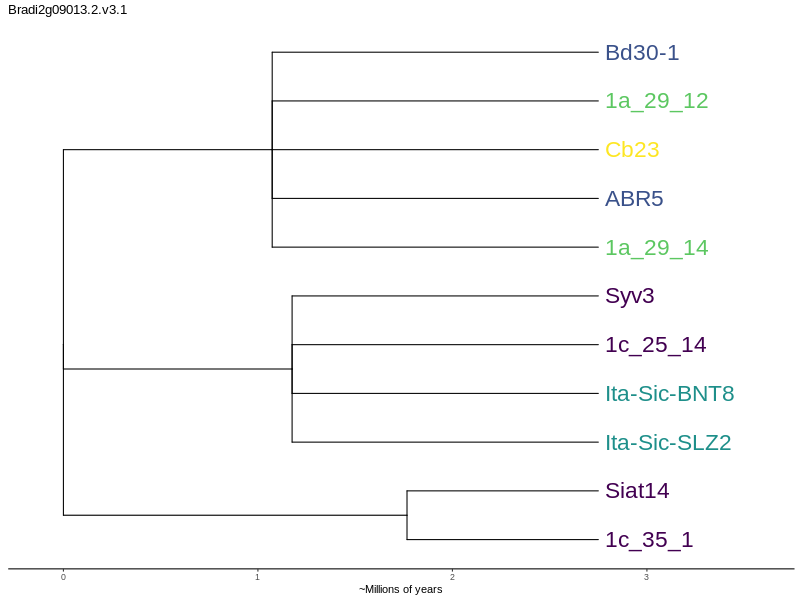 Bradi2g09013.2.v3.1
Bd30-1
1a_29_12
Cb23
ABR5
1a_29_14
Syv3
1c_25_14
Ita-Sic-BNT8
Ita-Sic-SLZ2
Siat14
1c_35_1
0 1 2 3
~Millions of years